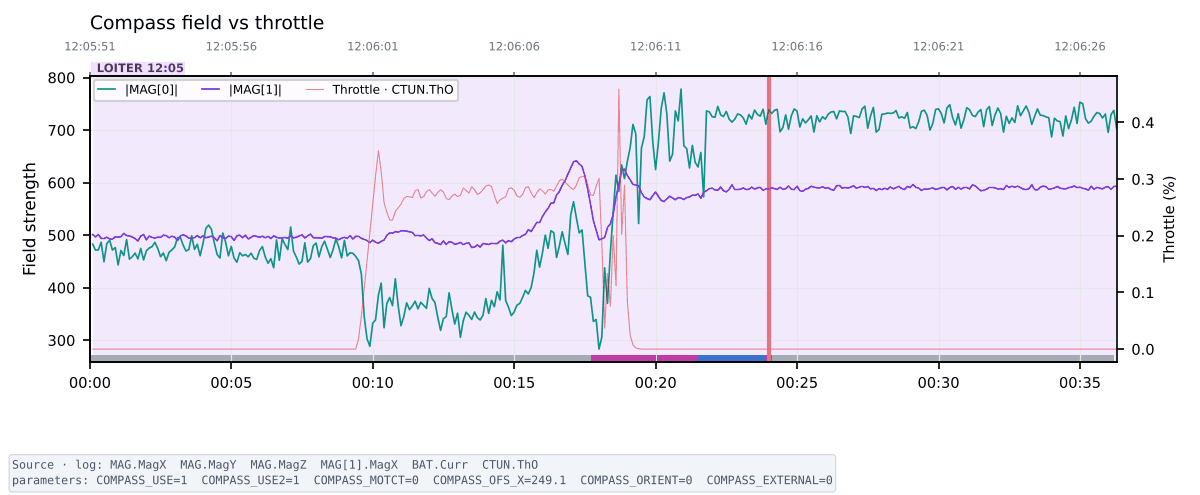 Compass field vs throttle
12:05:51 12:05:56 12:06:01 12:06:06 12:06:11 12:06:16 12:06:21 12:06:26
LOITER 12:05
|MAG[0]| |MAG[1]| Throttle · CTUN.ThO
800
700
600
500
400
300
Field strength
0.4
0.3
0.2
0.1
0.0
Throttle (%)
00:00 00:05 00:10 00:15 00:20 00:25 00:30 00:35
Source · log: MAG.MagX MAG.MagY MAG.MagZ MAG[1].MagX BAT.Curr CTUN.ThO
parameters: COMPASS_USE=1 COMPASS_USE2=1 COMPASS_MOTCT=0 COMPASS_OFS_X=249.1 COMPASS_ORIENT=0 COMPASS_EXTERNAL=0